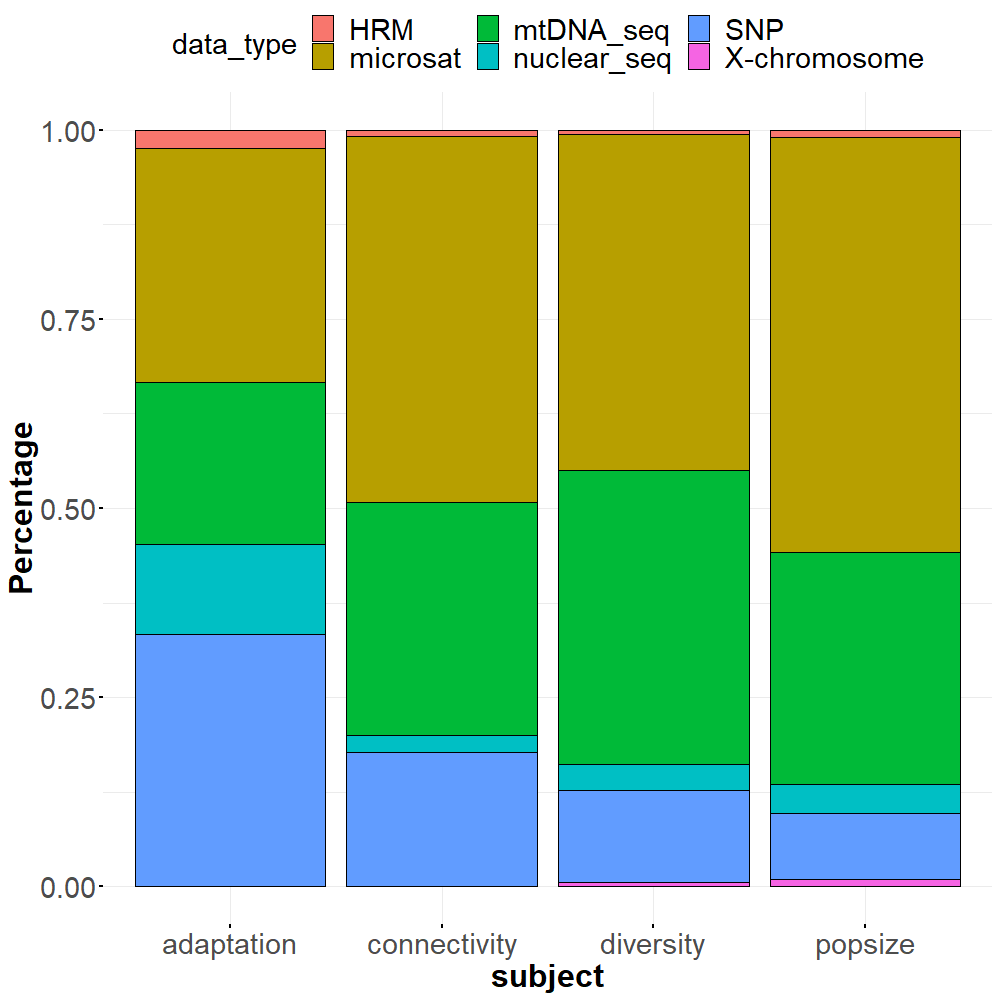 data_type
HRM mtDNA_seq SNP
microsat nuclear_seq X-chromosome
1.00
0.75
0.50
0.25
0.00
Percentage
adaptation connectivity diversity popsize
subject